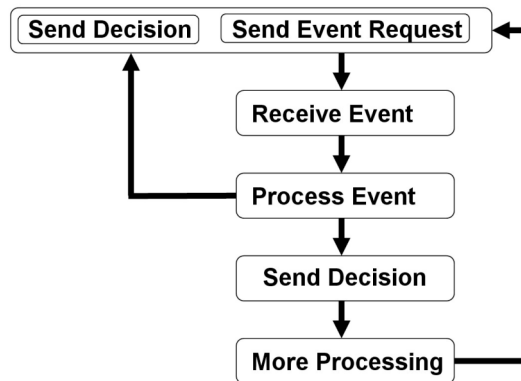 Send Decision
Send Event Request
Receive Event
Process Event
Send Decision
More Processing